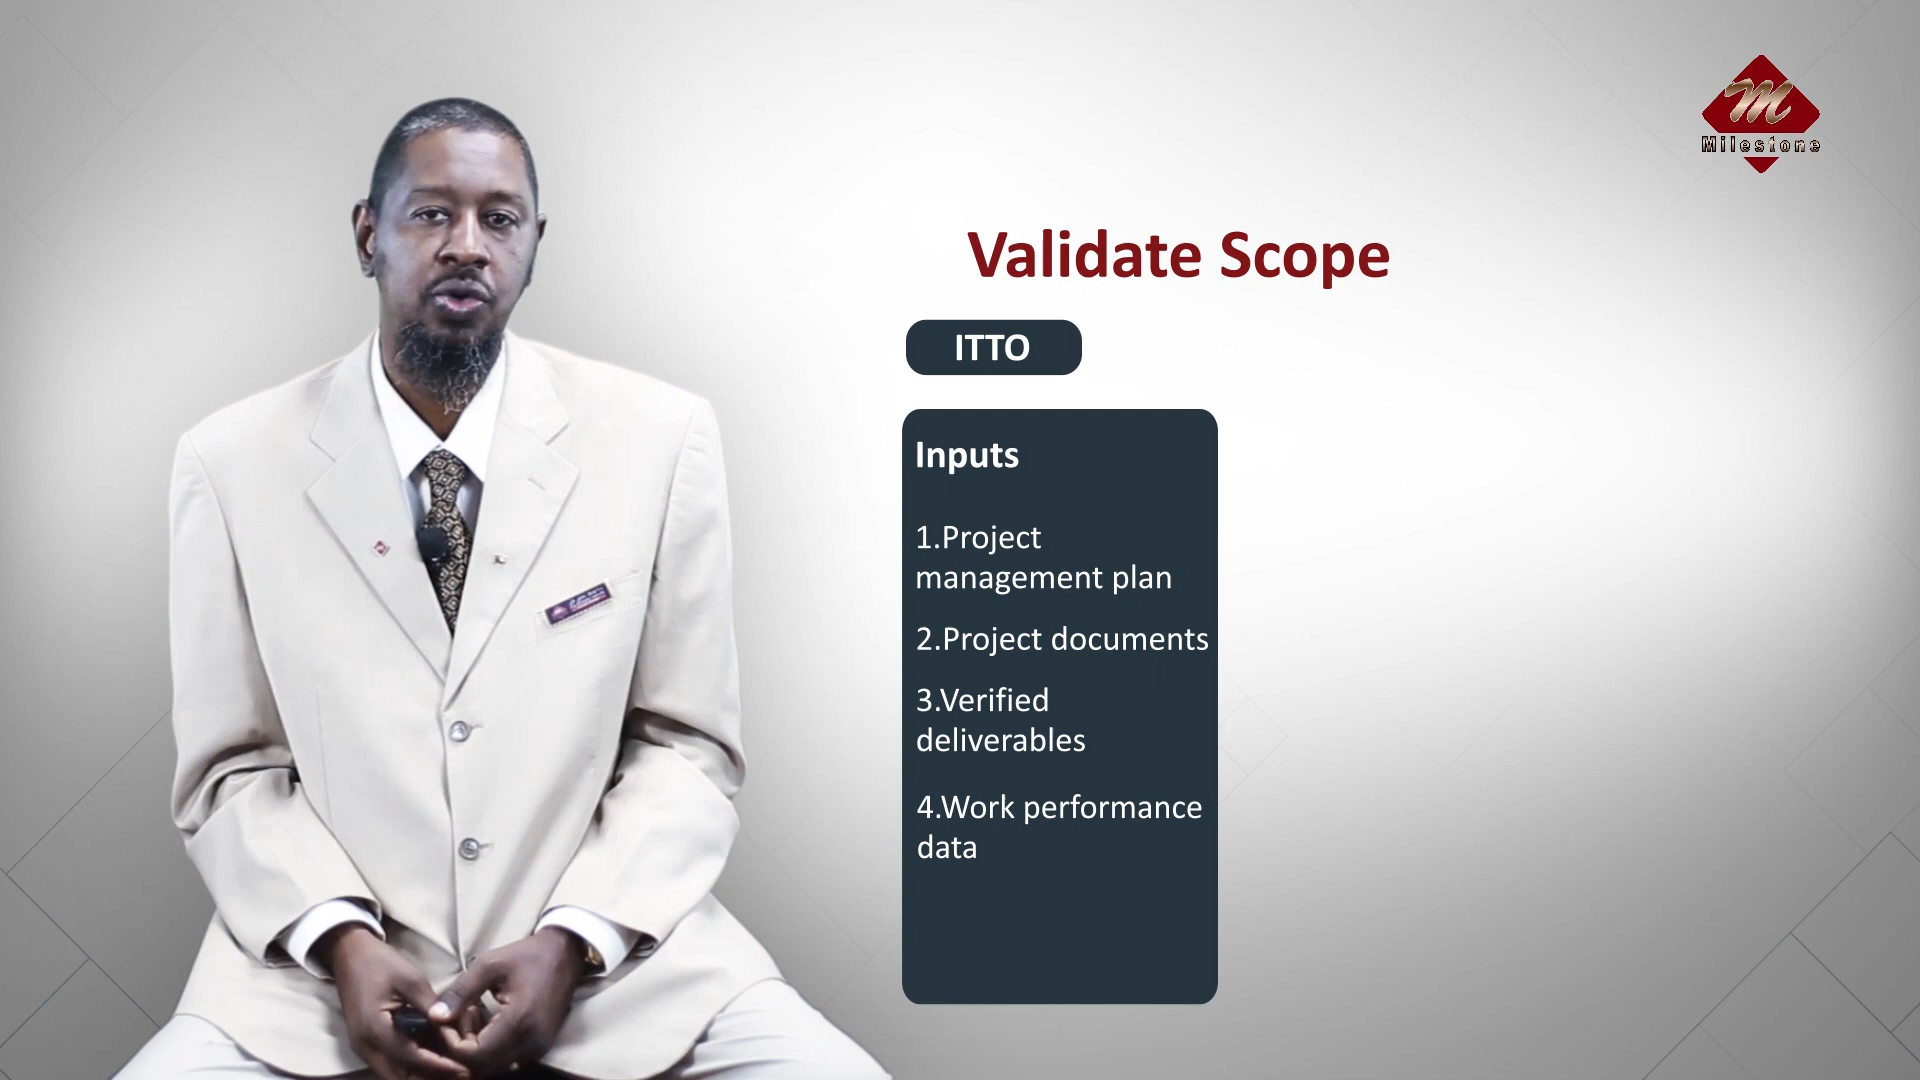 Milestone
Validate Scope
ITTO
Inputs
1.Project
management plan
2.Project documents
3.Verified
deliverables
4.Work performance
data